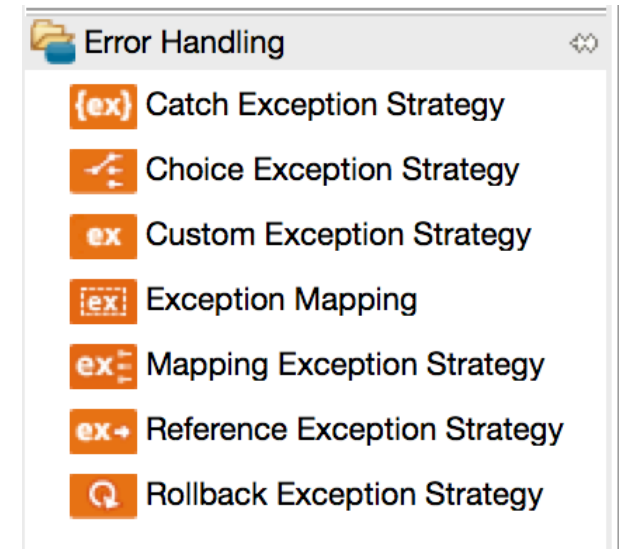 Error Handling
{ex} Catch Exception Strategy
Choice Exception Strategy
ex Custom Exception Strategy
ex Exception Mapping
ex Mapping Exception Strategy
ex Reference Exception Strategy
Rollback Exception Strategy